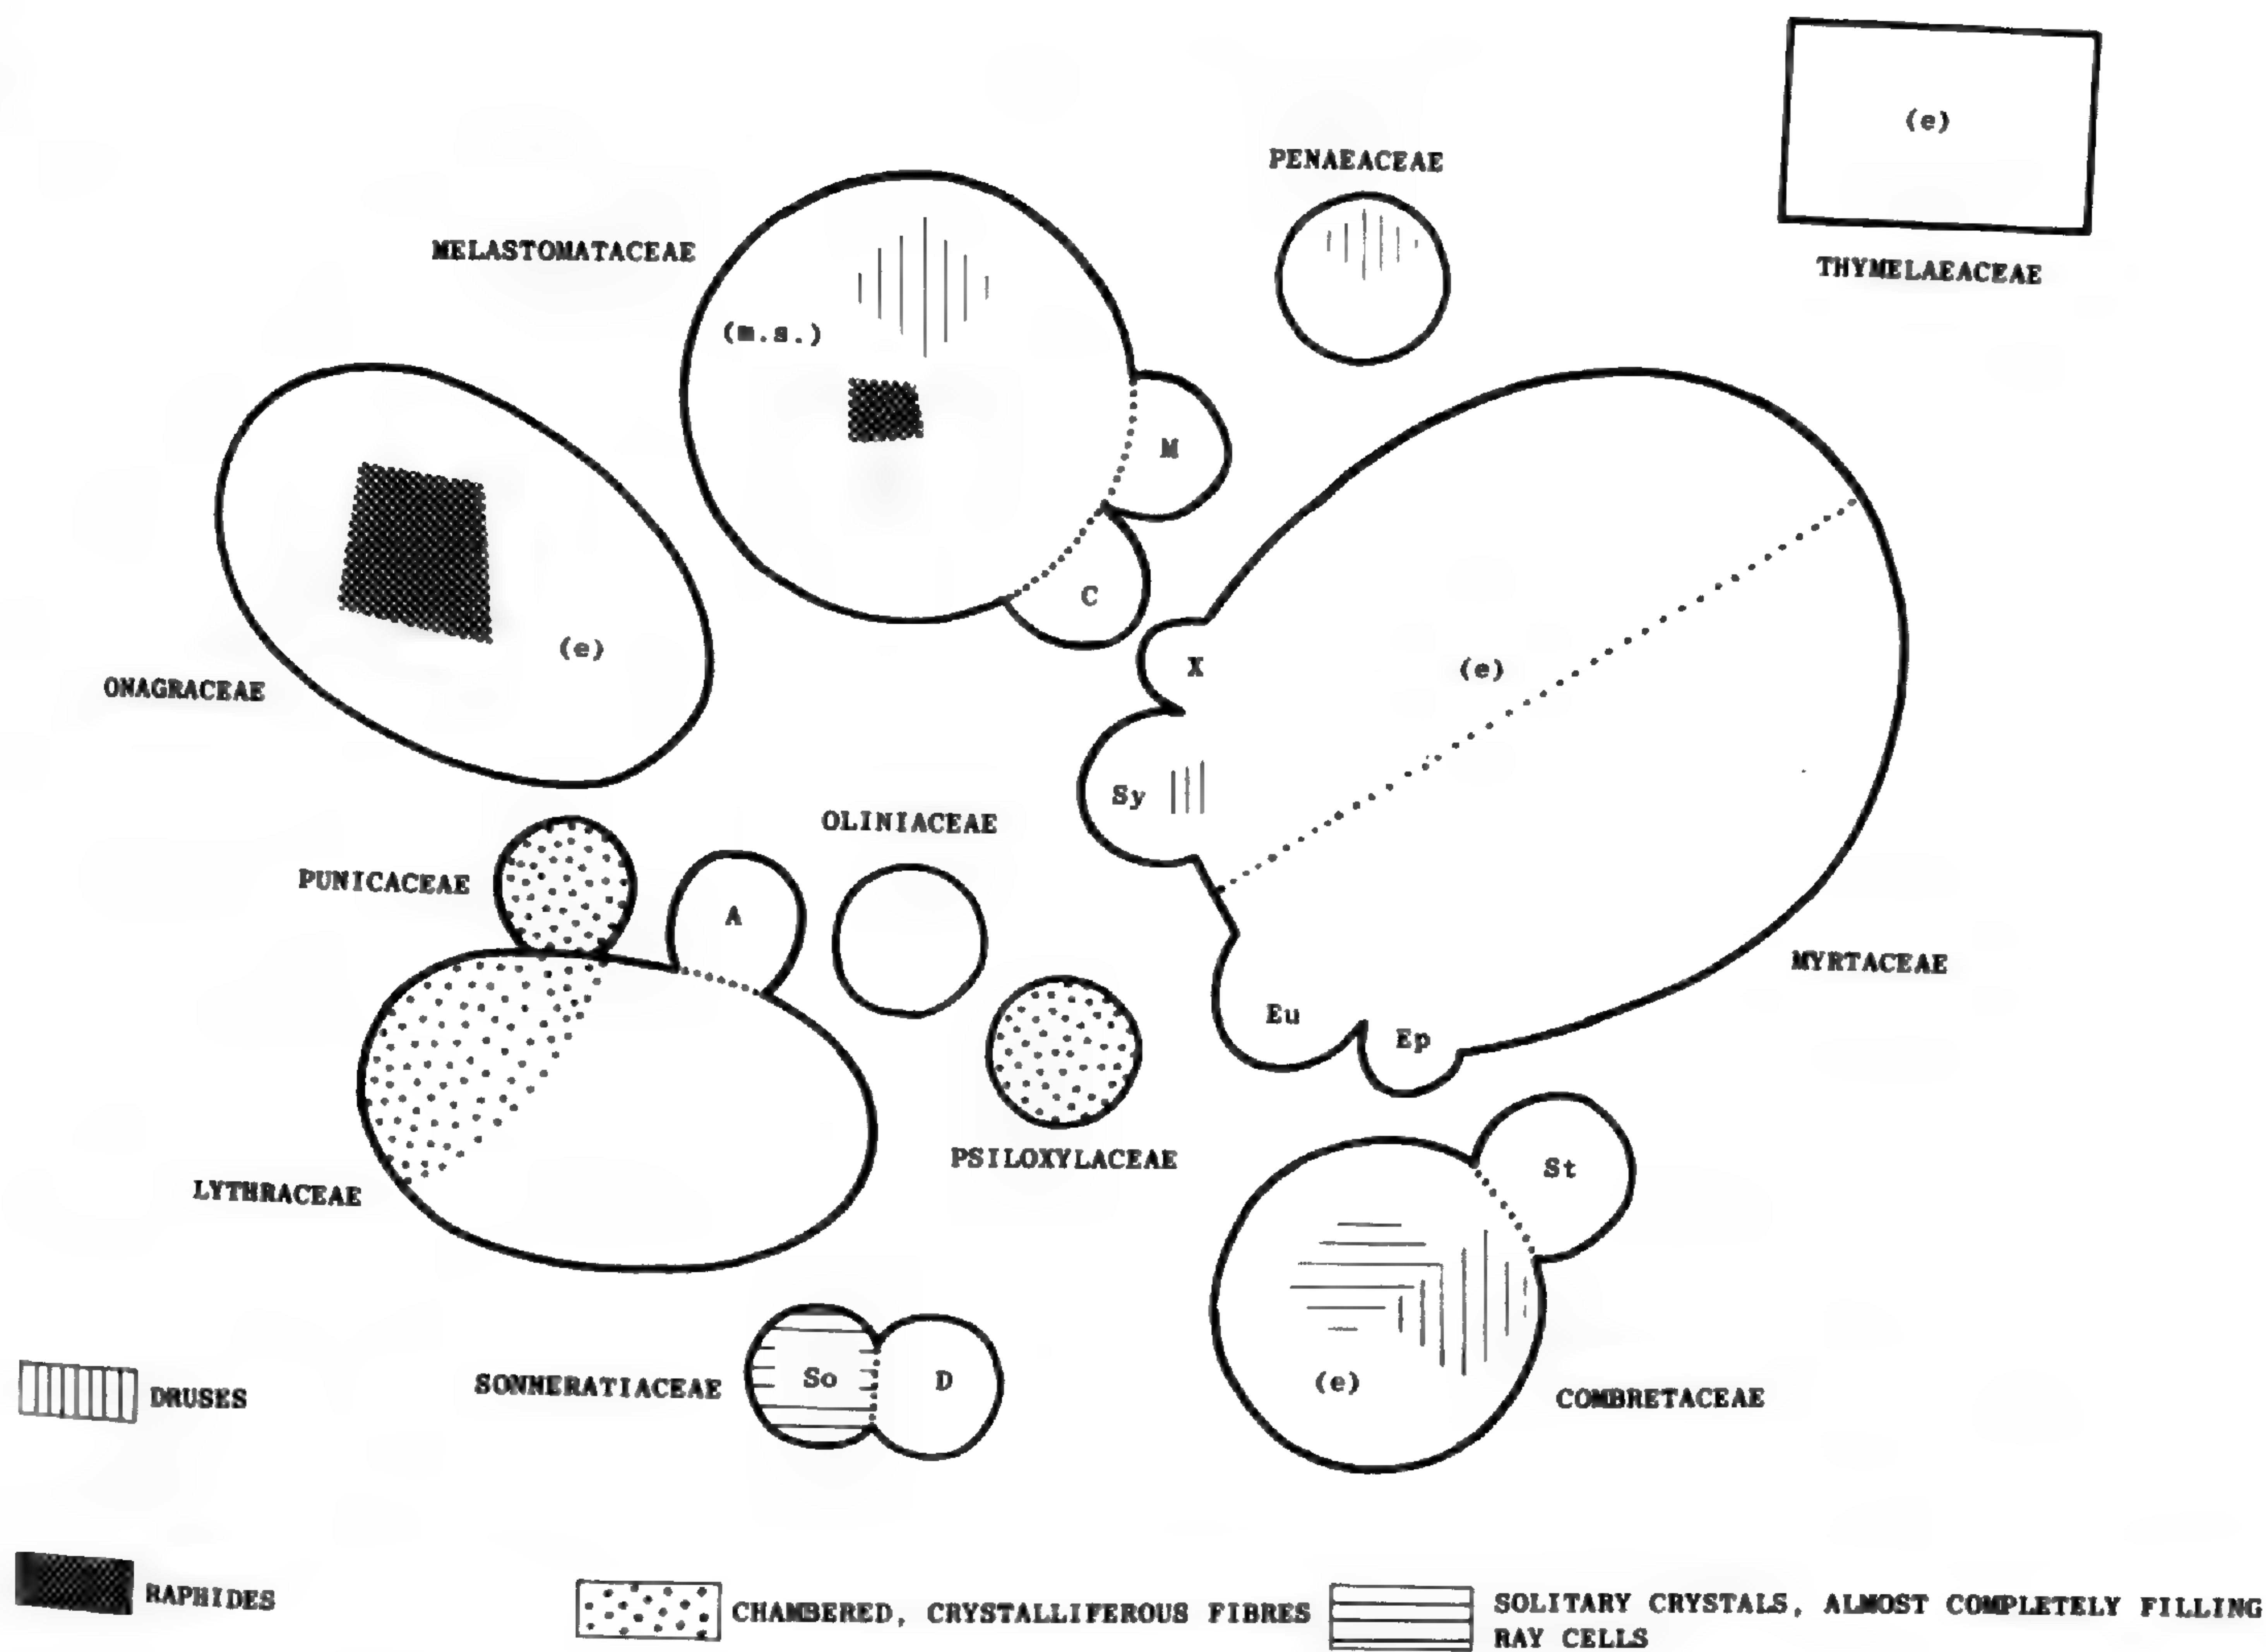 (e)
PENAEACEAE
MELASTOMATACEAE
THYMELAEACEAE
(m.s.)
M
C
X
(e)
(e)
ONAGRACEAE
Sy
OLINIACEAE
PUNICACEAE
A
MYRTACEAE
Eu
Ep
PSILOXYLACEAE
St
LYTHRACEAE
So
D
SONNERATIACEAE
(e)
COMBRETACEAE
DRUSES
RAPHIDES
CHAMBERED, CRYSTALLIFEROUS FIBRES
SOLITARY CRYSTALS, ALMOST COMPLETELY FILLING
RAY CELLS